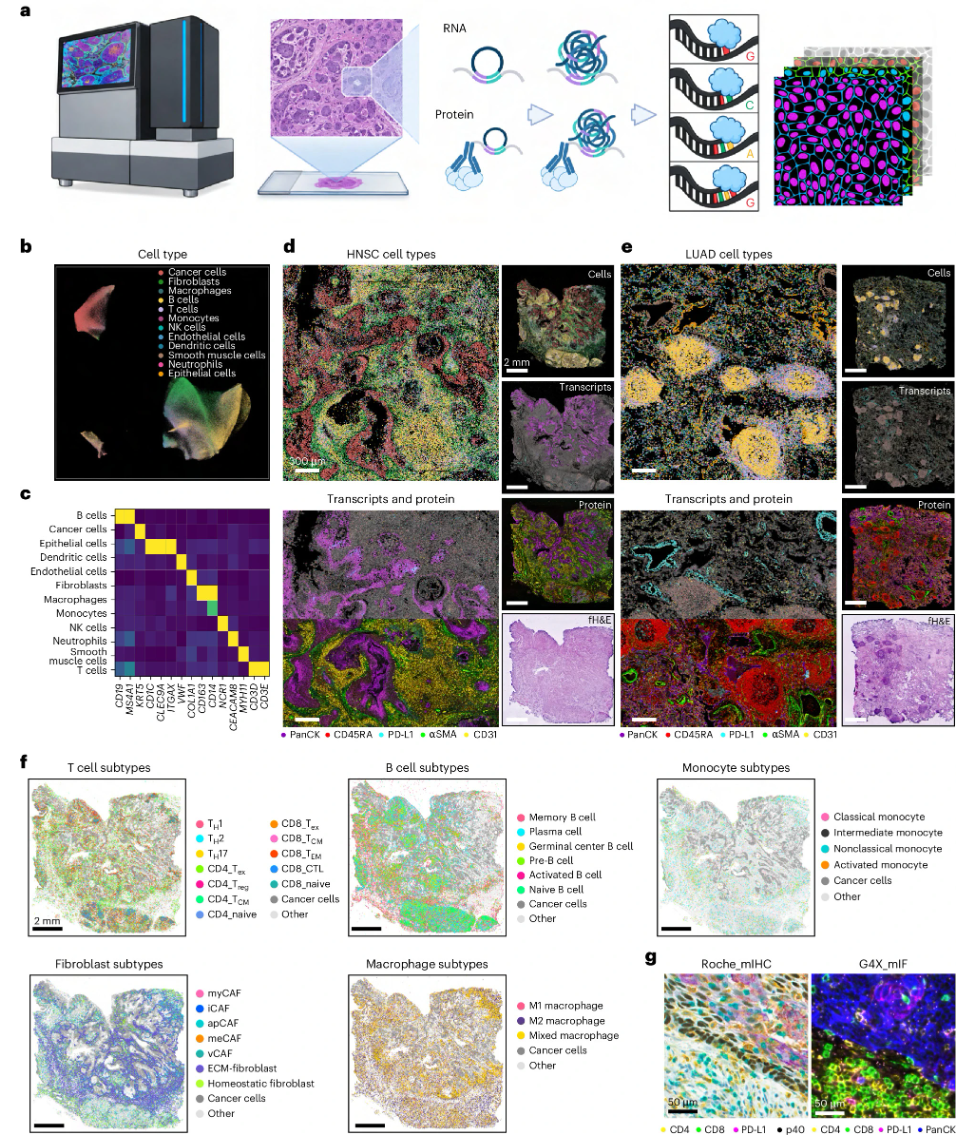 a
RNA
Protein
G
C
A
G
b
Cell type
Cancer cells
Fibroblasts
Macrophages
B cells
T cells
Monocytes
NK cells
Endothelial cells
Dendritic cells
Smooth muscle cells
Neutrophils
Epithelial cells
c
B cells
Cancer cells
Epithelial cells
Dendritic cells
Endothelial cells
Fibroblasts
Macrophages
Monocytes
NK cells
Neutrophils
Smooth
muscle cells
T cells
CD19
MS4A1
KRT5
CD1C
CLEC9A
ITGAX
VWF
COL1A1
CD163
CD14
NCR1
CEACAM8
MYH11
CD3D
CD3E
d
HNSC cell types
300 µm
Cells
2 mm
Transcripts
Protein
fH&E
Transcripts and protein
PanCK CD45RA PD-L1 αSMA CD31
e
LUAD cell types
Cells
Transcripts
Protein
fH&E
Transcripts and protein
PanCK CD45RA PD-L1 αSMA CD31
f
T cell subtypes
2 mm
TH1
TH2
TH17
CD4_Tex
CD4_Treg
CD4_TCM
CD4_naive
CD8_Tex
CD8_TCM
CD8_TEM
CD8_CTL
CD8_naive
Cancer cells
Other
B cell subtypes
Memory B cell
Plasma cell
Germinal center B cell
Pre-B cell
Activated B cell
Naive B cell
Cancer cells
Other
Monocyte subtypes
Classical monocyte
Intermediate monocyte
Nonclassical monocyte
Activated monocyte
Cancer cells
Other
Fibroblast subtypes
myCAF
iCAF
apCAF
meCAF
vCAF
ECM-fibroblast
Homeostatic fibroblast
Cancer cells
Other
Macrophage subtypes
M1 macrophage
M2 macrophage
Mixed macrophage
Cancer cells
Other
g
Roche_mIHC
50 µm
CD4 CD8 PD-L1 p40
G4X_mIF
50 µm
CD4 CD8 PD-L1 PanCK